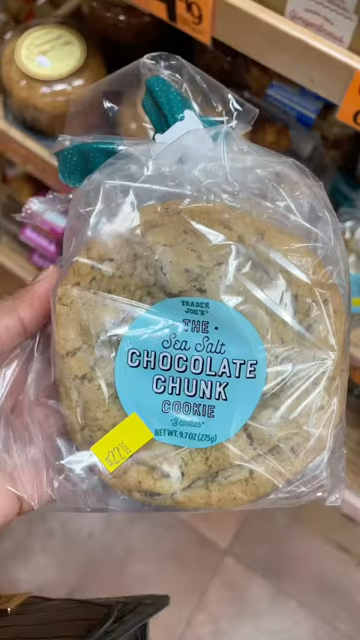 TRADER
JOE'S
THE
Sea Salt
CHOCOLATE
CHUNK
COOKIE
NET WT. 9.7 OZ (275g)